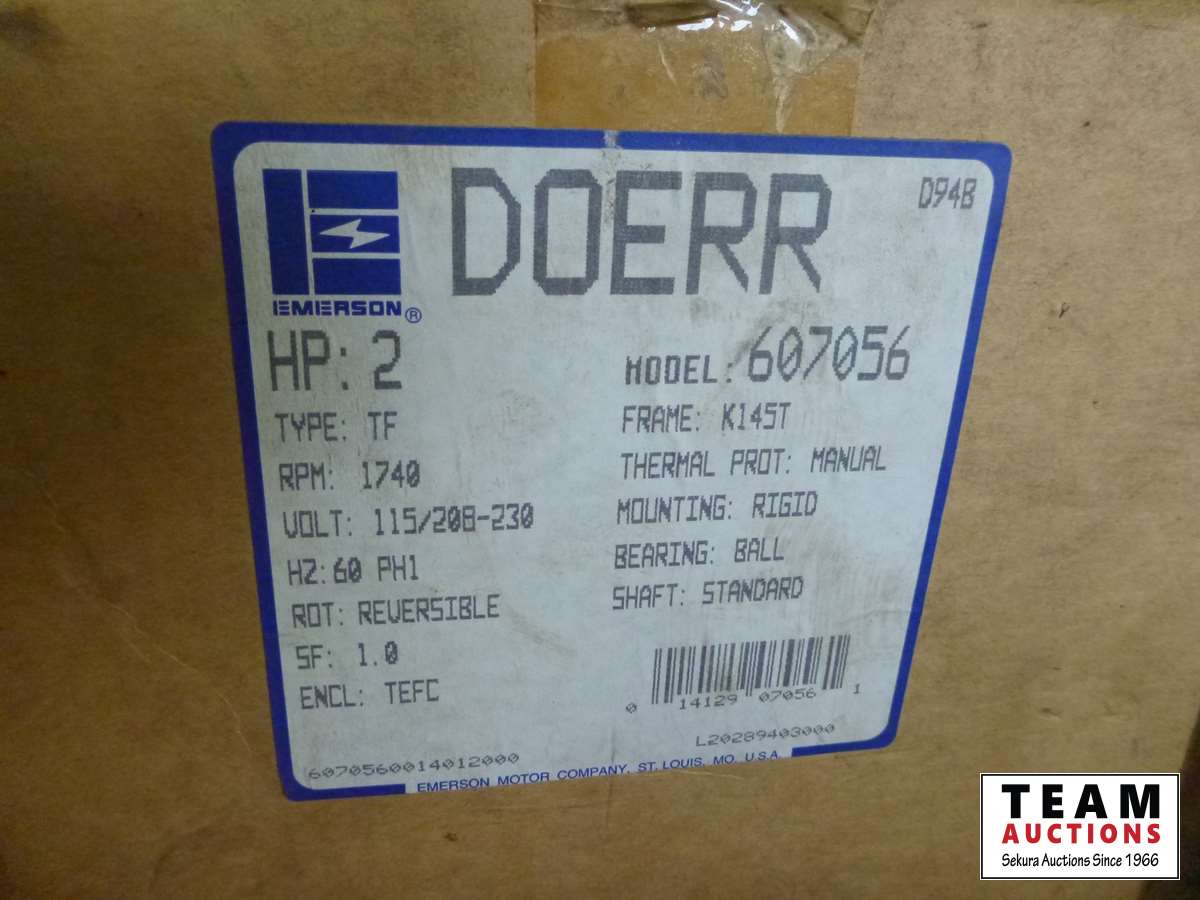 DOERR
D94B
EMERSON®
HP: 2
MODEL: 607056
TYPE: TF
FRAME: K145T
RPM: 1740
THERMAL PROT: MANUAL
VOLT: 115/208-230
MOUNTING: RIGID
HZ:60 PH1
BEARING: BALL
ROT: REVERSIBLE
SHAFT: STANDARD
SF: 1.0
ENCL: TEFC
0 14129 07056 1
L20289403000
6070560014012000
EMERSON MOTOR COMPANY, ST. LOUIS, MO, U.S.A.
TEAM
AUCTIONS
Sekura Auctions Since 1966